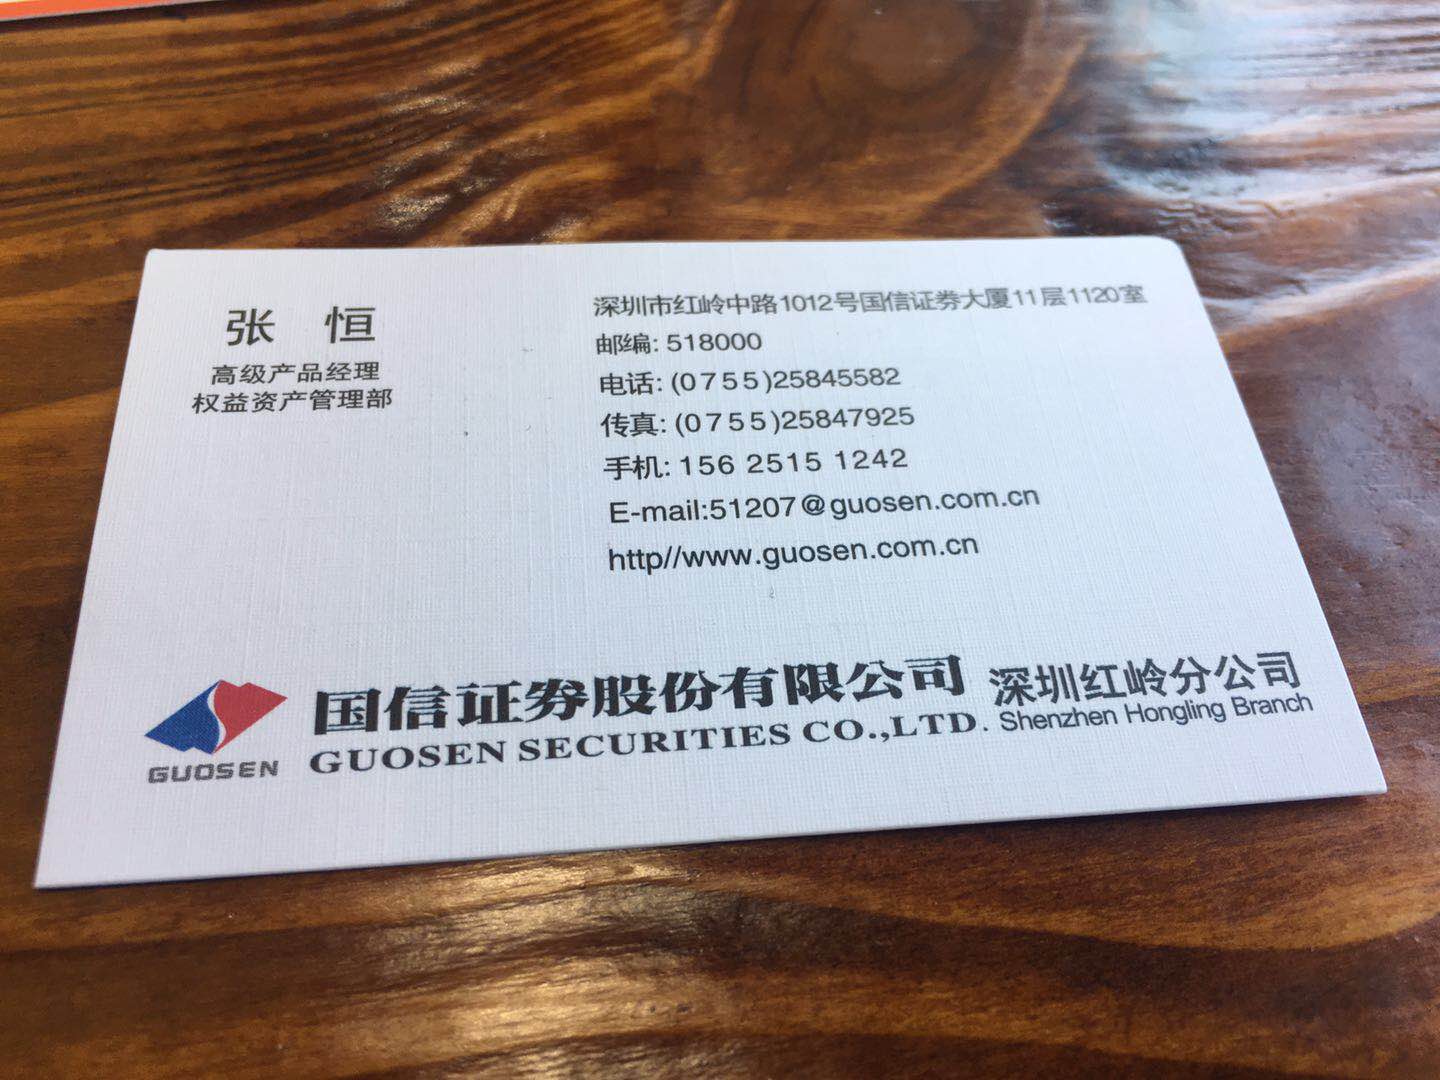 张 恒
高级产品经理
权益资产管理部
深圳市红岭中路1012号国信证券大厦11层1120室
邮编: 518000
电话: (0755)25845582
传真: (0755)25847925
手机: 156 2515 1242
E-mail:51207@guosen.com.cn
http//www.guosen.com.cn
GUOSEN
国信证券股份有限公司
GUOSEN SECURITIES CO.,LTD.
深圳红岭分公司
Shenzhen Hongling Branch